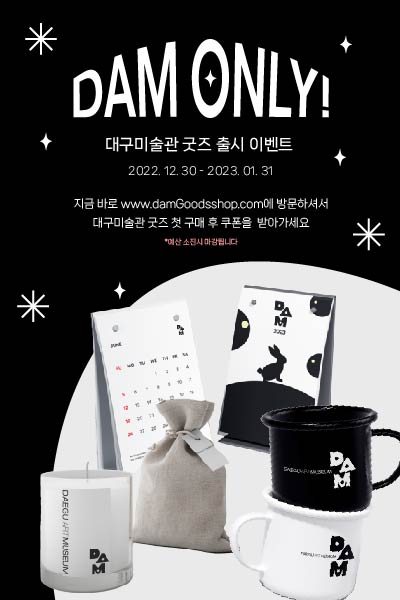 DAM ONLY!
대구미술관 굿즈 출시 이벤트
2022. 12. 30 - 2023. 01. 31
지금 바로 www.damGoodsshop.com에 방문하셔서
대구미술관 굿즈 첫 구매 후 쿠폰을 받아가세요
*예산 소진시 마감됩니다
DAM
2023
DAM
JUNE
DAEGU ART MUSEUM
DAM
DAEGU ART MUSEUM
DAM
DAEGU ART MUSEUM
DAM